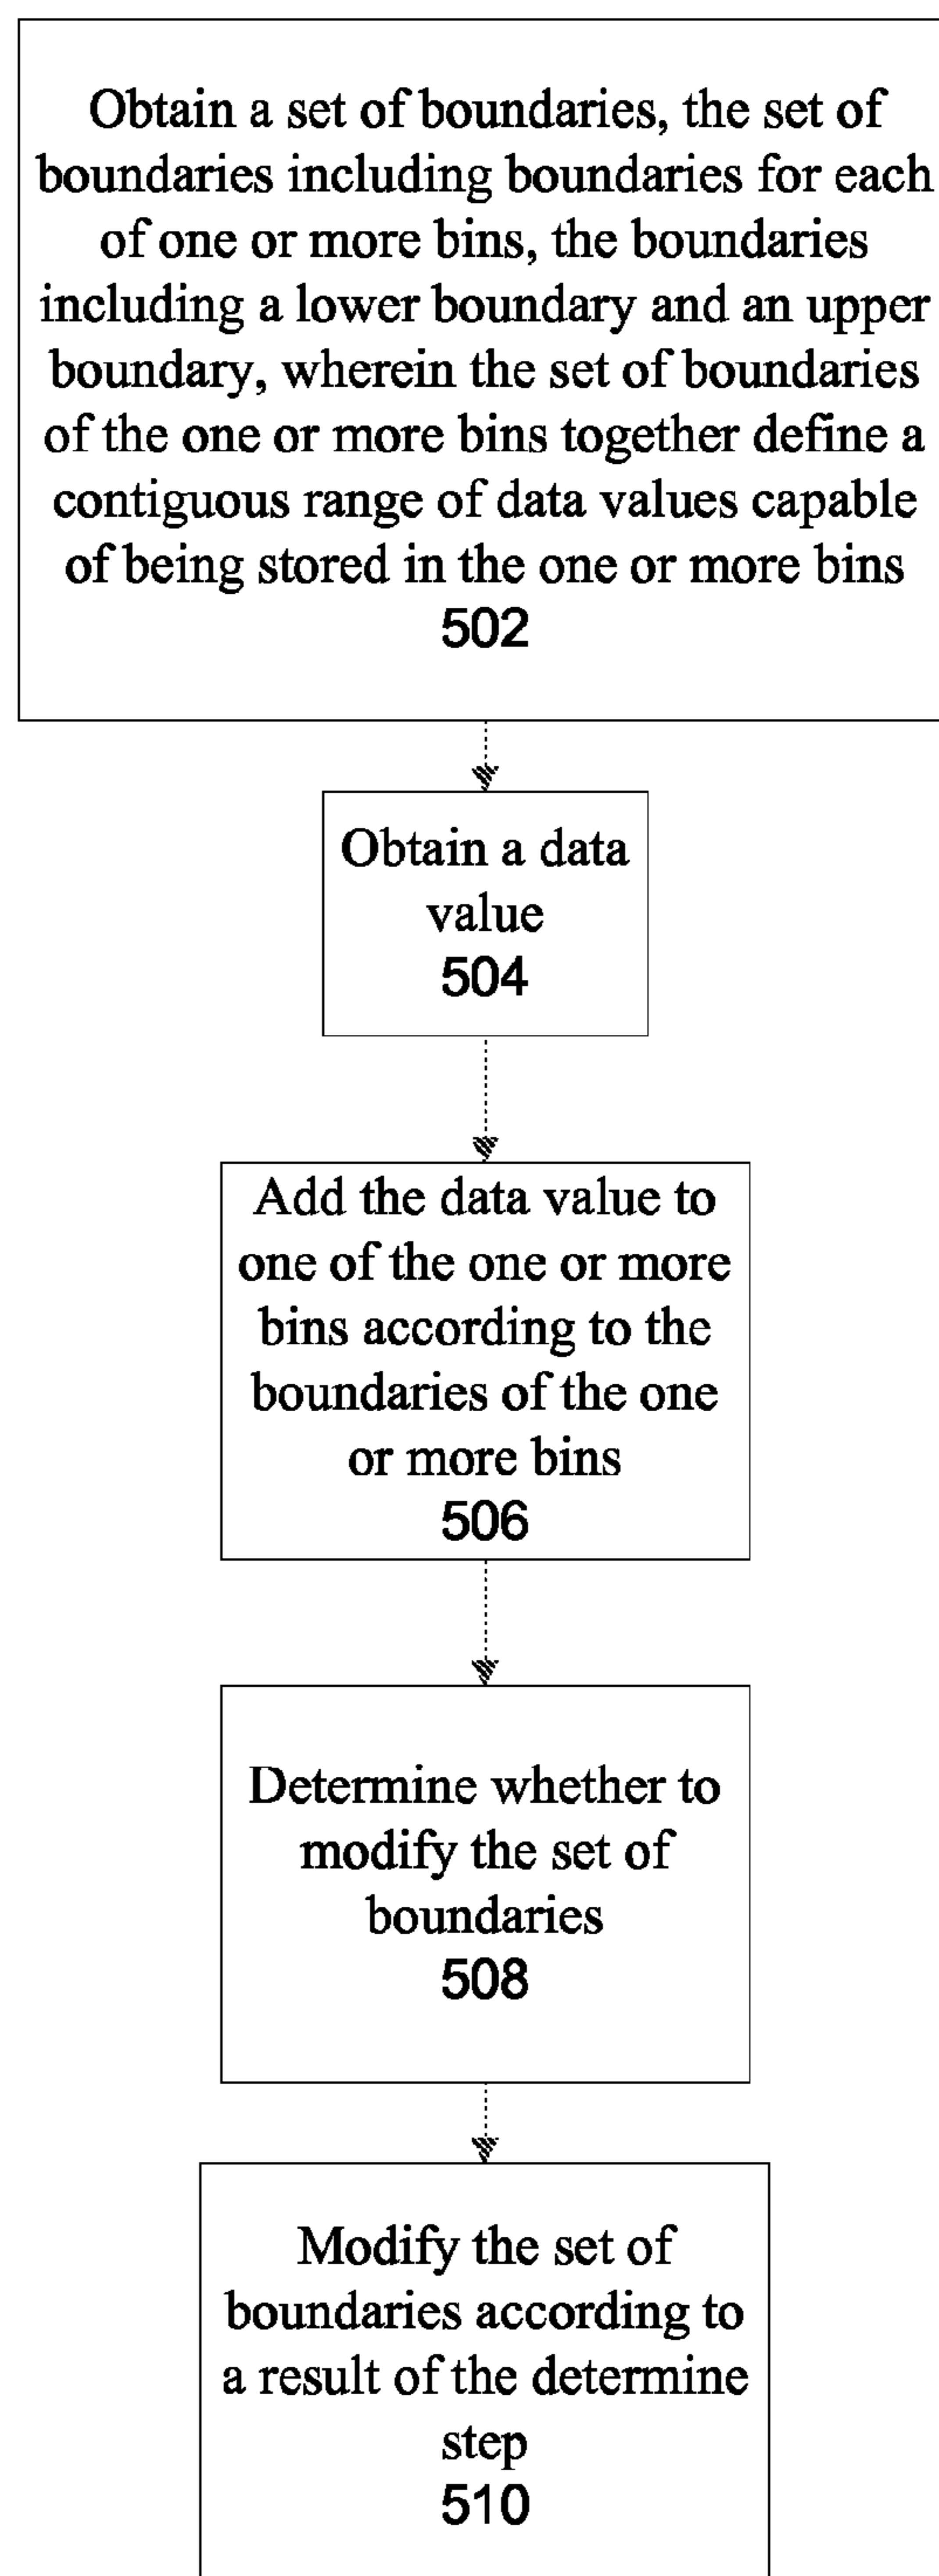 Obtain a set of boundaries, the set of
boundaries including boundaries for each
of one or more bins, the boundaries
including a lower boundary and an upper
boundary, wherein the set of boundaries
of the one or more bins together define a
contiguous range of data values capable
of being stored in the one or more bins
502
Obtain a data
value
504
Add the data value to
one of the one or more
bins according to the
boundaries of the one
or more bins
506
Determine whether to
modify the set of
boundaries
508
Modify the set of
boundaries according to
a result of the determine
step
510